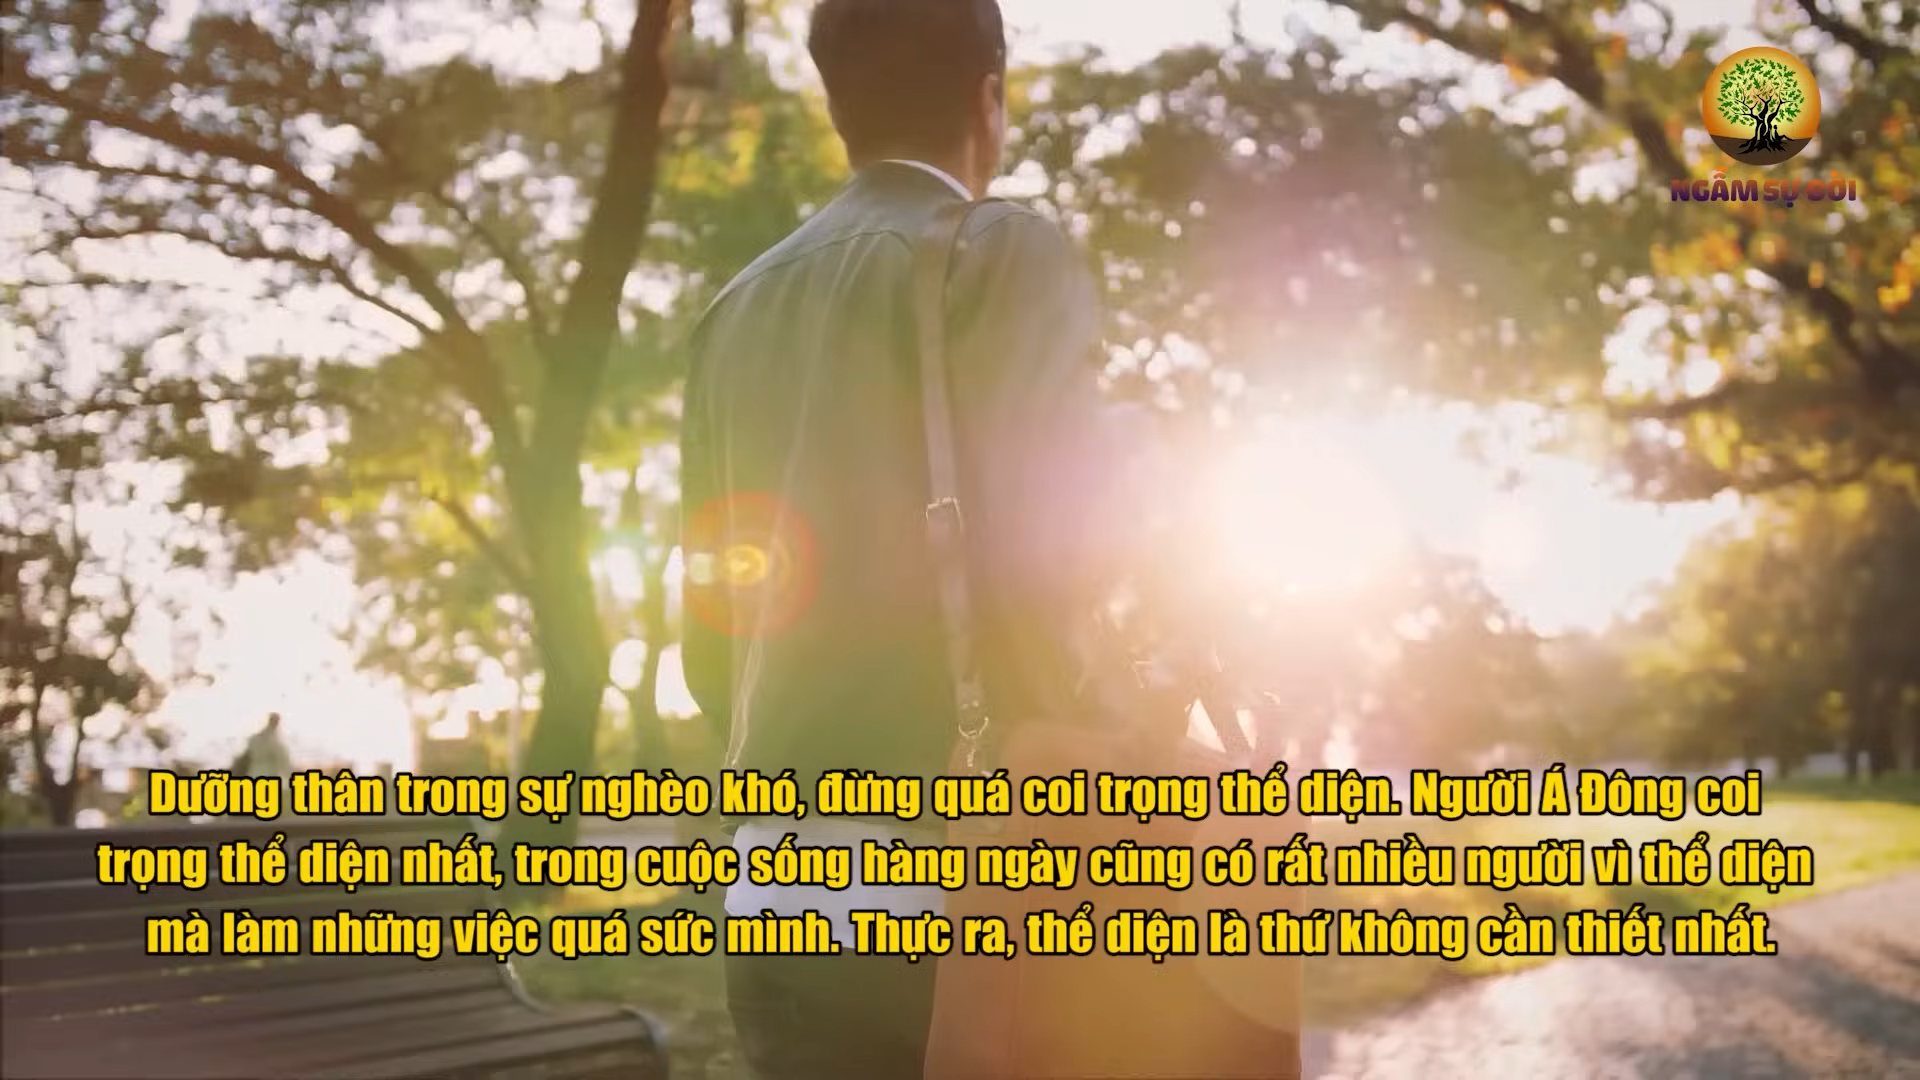 NGẪM SỰ ĐỜI
Dưỡng thân trong sự nghèo khó, đừng quá coi trọng thể diện. Người Á Đông coi
trọng thể diện nhất, trong cuộc sống hàng ngày cũng có rất nhiều người vì thể diện
mà làm những việc quá sức mình. Thực ra, thể diện là thứ không cần thiết nhất.